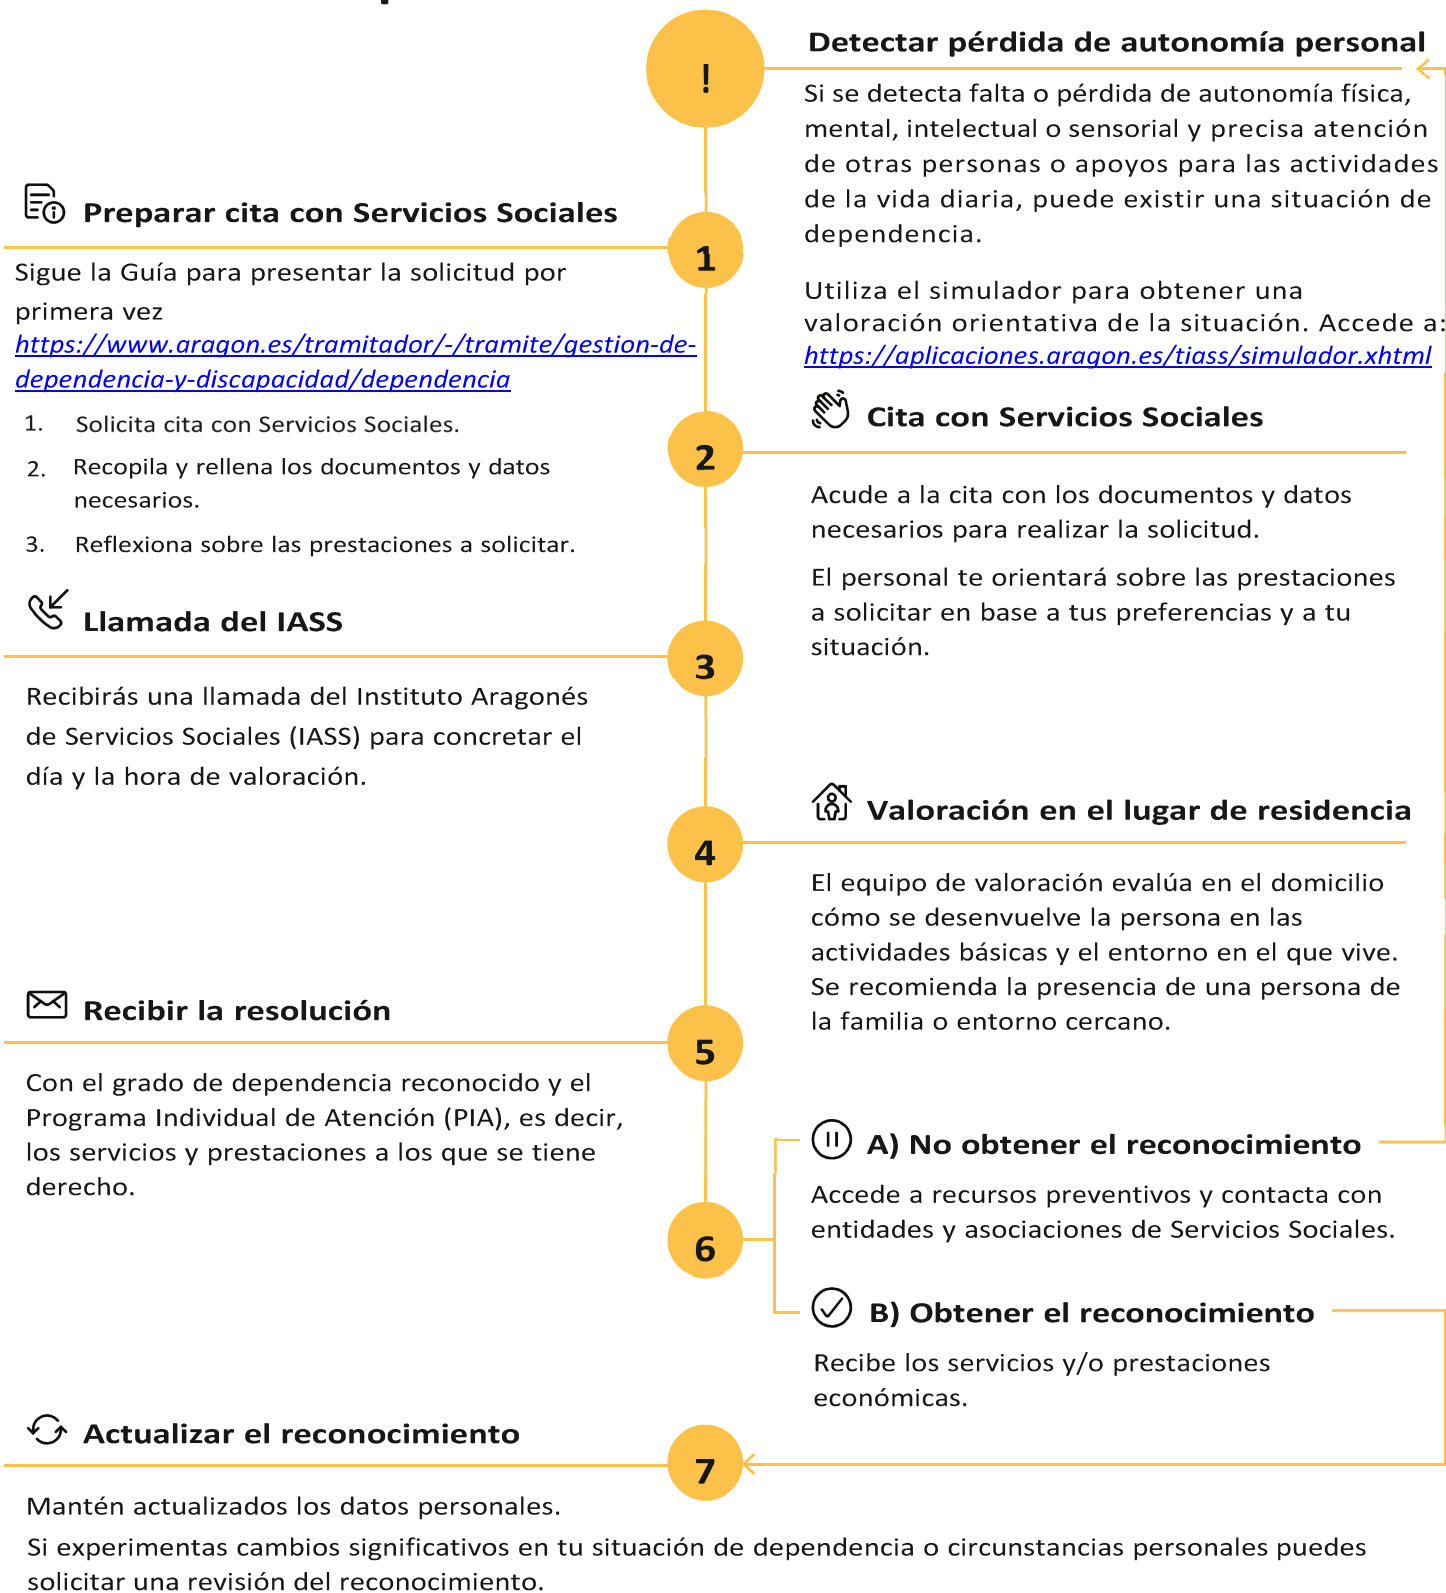 !
Detectar pérdida de autonomía personal
Si se detecta falta o pérdida de autonomía física,
mental, intelectual o sensorial y precisa atención
de otras personas o apoyos para las actividades
de la vida diaria, puede existir una situación de
dependencia.
Utiliza el simulador para obtener una
valoración orientativa de la situación. Accede a:
https://aplicaciones.aragon.es/tiass/simulador.xhtml
Preparar cita con Servicios Sociales
1
Sigue la Guía para presentar la solicitud por
primera vez
https://www.aragon.es/tramitador/-/tramite/gestion-de-
dependencia-y-discapacidad/dependencia
1. Solicita cita con Servicios Sociales.
2. Recopila y rellena los documentos y datos
necesarios.
3. Reflexiona sobre las prestaciones a solicitar.
Cita con Servicios Sociales
2
Acude a la cita con los documentos y datos
necesarios para realizar la solicitud.
El personal te orientará sobre las prestaciones
a solicitar en base a tus preferencias y a tu
situación.
Llamada del IASS
3
Recibirás una llamada del Instituto Aragonés
de Servicios Sociales (IASS) para concretar el
día y la hora de valoración.
Valoración en el lugar de residencia
4
El equipo de valoración evalúa en el domicilio
cómo se desenvuelve la persona en las
actividades básicas y el entorno en el que vive.
Se recomienda la presencia de una persona de
la familia o entorno cercano.
Recibir la resolución
5
Con el grado de dependencia reconocido y el
Programa Individual de Atención (PIA), es decir,
los servicios y prestaciones a los que se tiene
derecho.
6
A) No obtener el reconocimiento
Accede a recursos preventivos y contacta con
entidades y asociaciones de Servicios Sociales.
B) Obtener el reconocimiento
Recibe los servicios y/o prestaciones
económicas.
Actualizar el reconocimiento
7
Mantén actualizados los datos personales.
Si experimentas cambios significativos en tu situación de dependencia o circunstancias personales puedes
solicitar una revisión del reconocimiento.